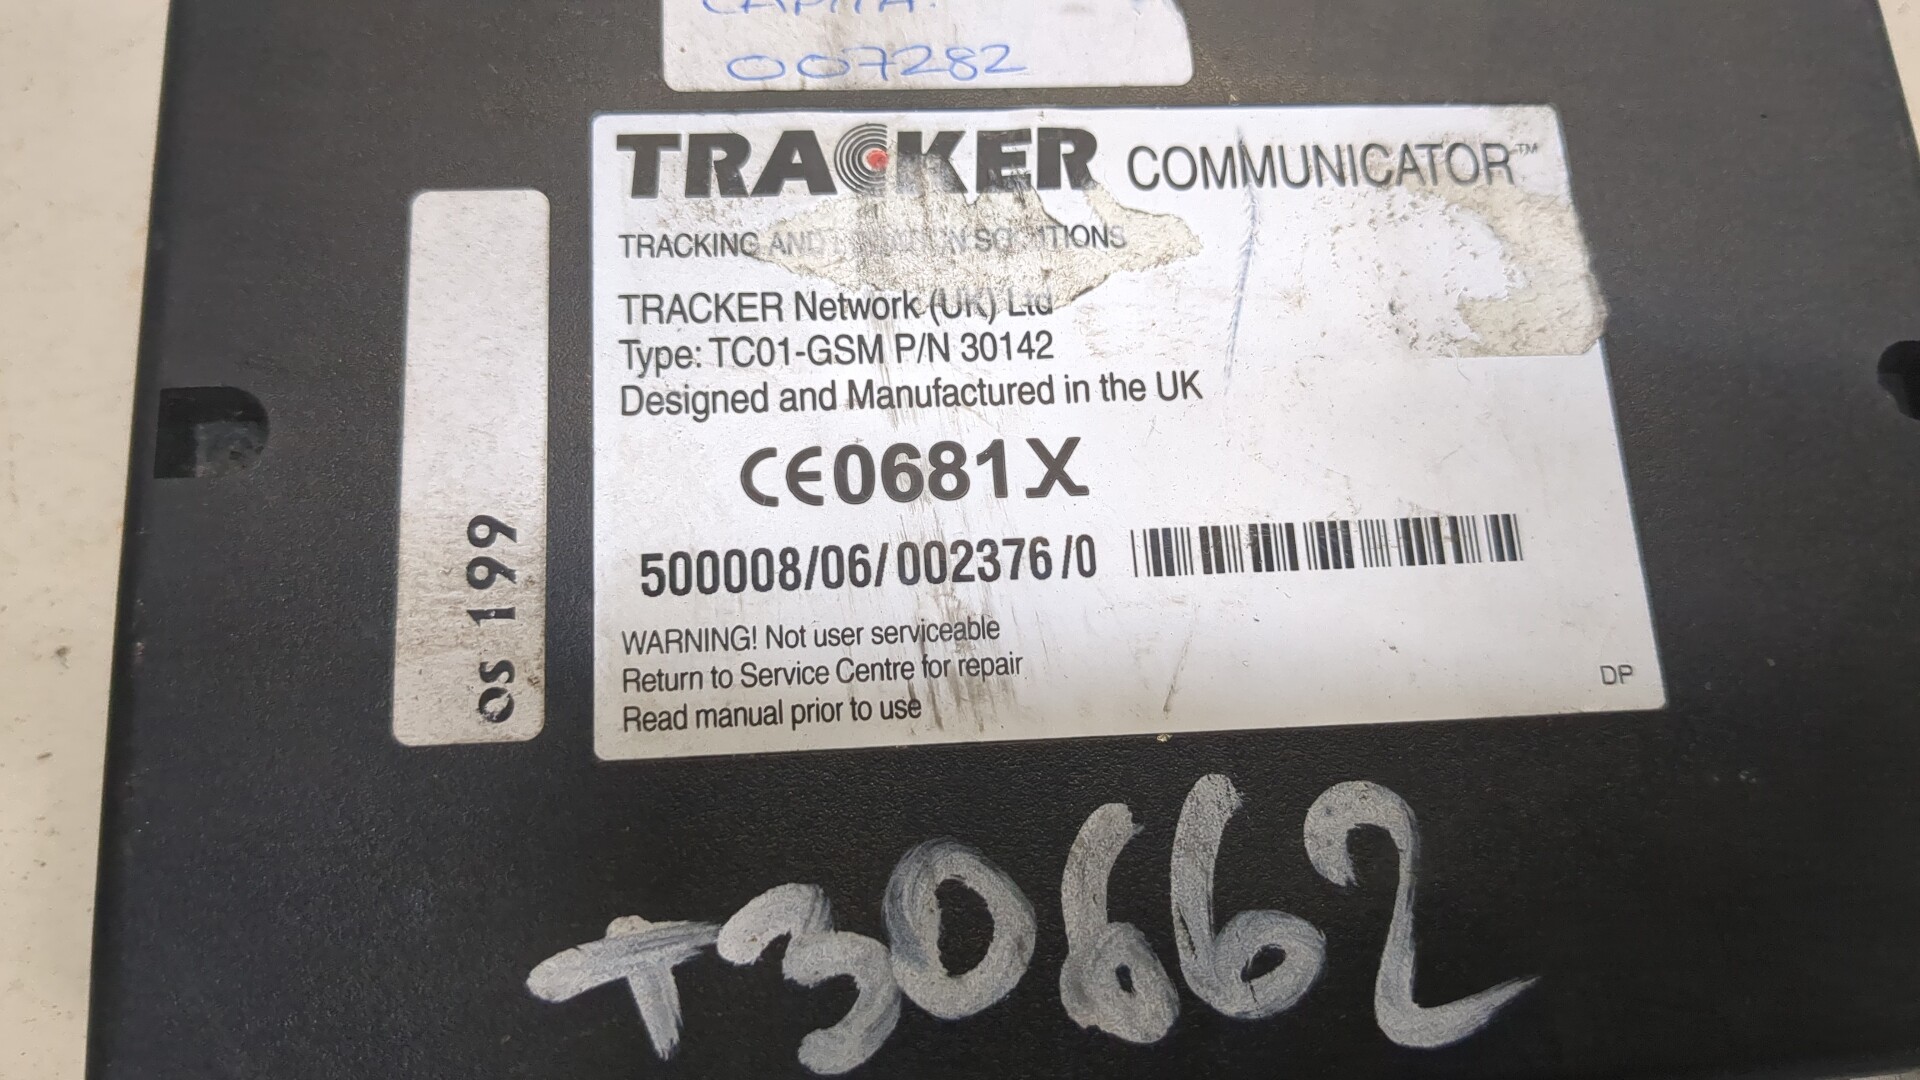 CAPITA.
007282
TRACKER COMMUNICATOR™
TRACKING AND SOLUTIONS
TRACKER Network (UK) Ltd
Type: TC01-GSM P/N 30142
Designed and Manufactured in the UK
CE0681X
500008/06/002376/0
WARNING! Not user serviceable
Return to Service Centre for repair
Read manual prior to use
DP
OS 199
T30662